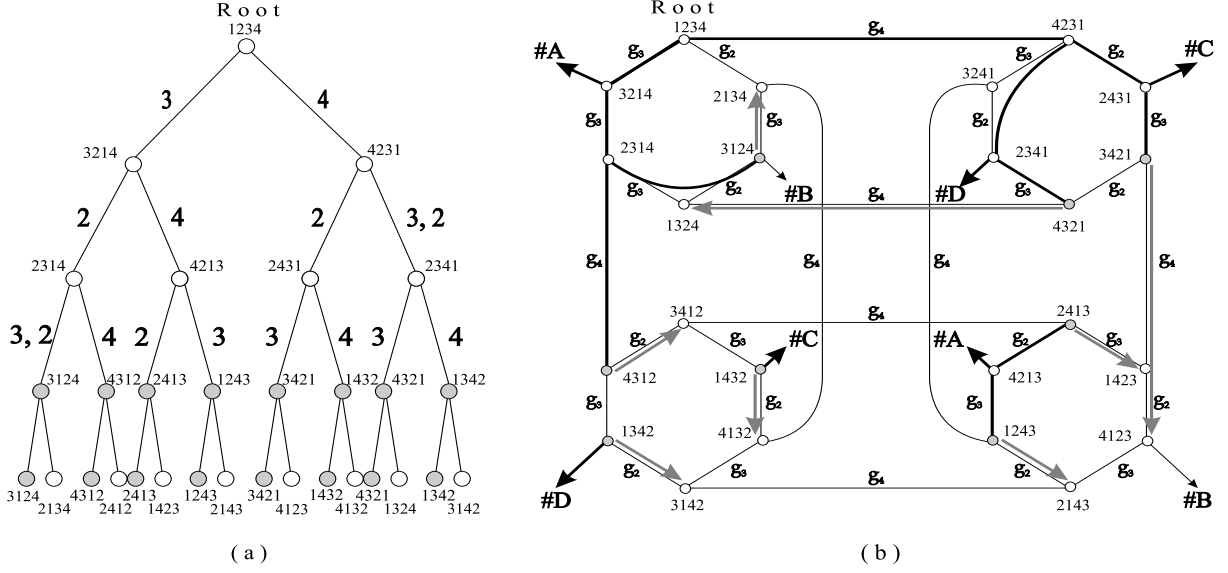 Root
1234
3
4
3214
4231
2
4
2
3, 2
2314
4213
2431
2341
3, 2
4
2
3
3
4
3
4
3124
4312
2413
1243
3421
1432
4321
1342
3124
4312
2413
1243
3421
1432
4321
1342
2134
2412
1423
2143
4123
4132
1324
3142
( a )
Root
1234
g₄
4231
#A
g₃
g₂
g₃
g₂
#C
3241
3214
2134
2431
g₃
g₃
g₂
g₃
2314
3124
2341
3421
g₃
g₂
#B
g₄
#D
g₃
g₂
1324
4321
g₄
g₄
g₄
g₄
3412
g₄
2413
g₂
g₃
#C
#A
g₂
g₃
4312
1432
4213
1423
g₃
g₂
g₃
g₂
1342
4132
1243
4123
g₂
g₃
g₂
g₃
#D
3142
g₄
2143
#B
( b )